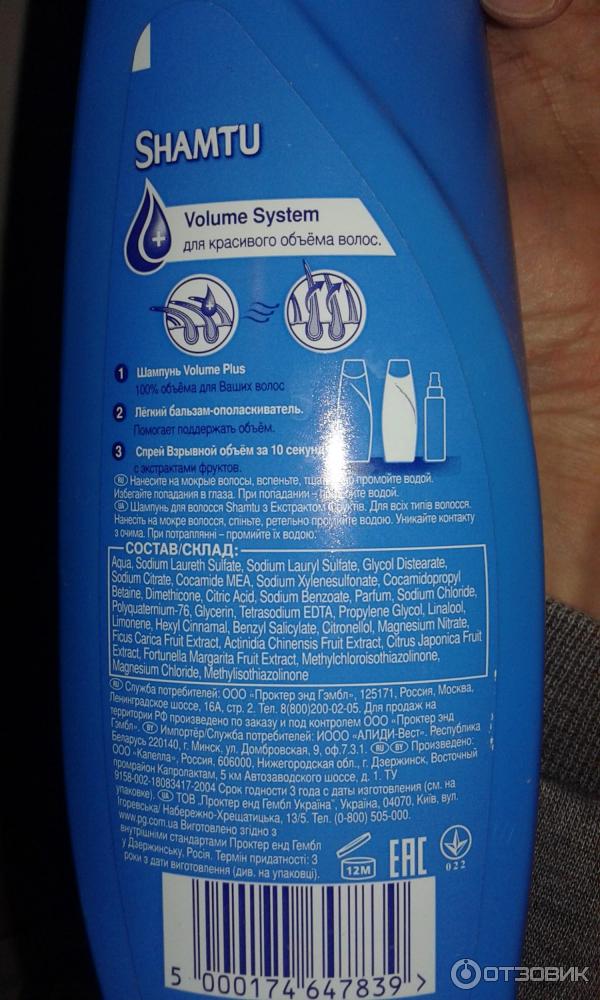 SHAMTU
Volume System
для красивого объёма волос.
1 Шампунь Volume Plus
100% объёма для Ваших волос
2 Лёгкий бальзам-ополаскиватель.
Помогает поддержать объём.
3 Спрей Взрывной объём за 10 секунд
с экстрактами фруктов.
RU Нанесите на мокрые волосы, вспеньте, промойте водой.
Избегайте попадания в глаза. При попадании - водой.
UA Шампунь для волосся Shamtu з Екстрактом Фруктів. Для всіх типів волосся.
Нанесіть на мокре волосся, спіньте, ретельно промийте водою. Уникайте контакту
з очима. При потраплянні – промийте їх водою.
СОСТАВ/СКЛАД:
Aqua, Sodium Laureth Sulfate, Sodium Lauryl Sulfate, Glycol Distearate,
Sodium Citrate, Cocamide MEA, Sodium Xylenesulfonate, Cocamidopropyl
Betaine, Dimethicone, Citric Acid, Sodium Benzoate, Parfum, Sodium Chloride,
Polyquaternium-76, Glycerin, Tetrasodium EDTA, Propylene Glycol, Linalool,
Limonene, Hexyl Cinnamal, Benzyl Salicylate, Citronellol, Magnesium Nitrate,
Ficus Carica Fruit Extract, Actinidia Chinensis Fruit Extract, Citrus Japonica Fruit
Extract, Fortunella Margarita Fruit Extract, Methylchloroisothiazolinone,
Magnesium Chloride, Methylisothiazolinone
RU Служба потребителей: ООО "Проктер энд Гэмбл", 125171, Россия, Москва,
Ленинградское шоссе, 16А, стр. 2. Тел. 8(800)200-02-05. Для продаж на
территории РФ произведено по заказу и под контролем ООО "Проктер энд
Гэмбл". BY Импортёр/Служба потребителей: ИООО «АЛИДИ-Вест». Республика
Беларусь 220140, г. Минск, ул. Домбровская, 9, оф.7.3.1. RU BY Произведено:
ООО "Капелла", Россия, 606000, Нижегородская обл., г. Дзержинск, Восточный
промрайон Капролактам, 5 км Автозаводского шоссе, д. 1. ТУ
9158-002-18083417-2004 Срок годности 3 года с даты изготовления (см. на
упаковке). UA ТОВ „Проктер енд Гембл Україна", Україна, 04070, Київ, вул.
Ігоревська/ Набережно-Хрещатицька, 13/5. Тел. (0-800) 505-000.
www.pg.com.ua Виготовлено згідно з
внутрішніми стандартами Проктер енд Гембл
у Дзержинську, Росія. Термін придатності: 3
роки з дати виготовлення (див. на упаковці).
12M
EAC
022
5 000174 647839 >
ОТЗОВИК